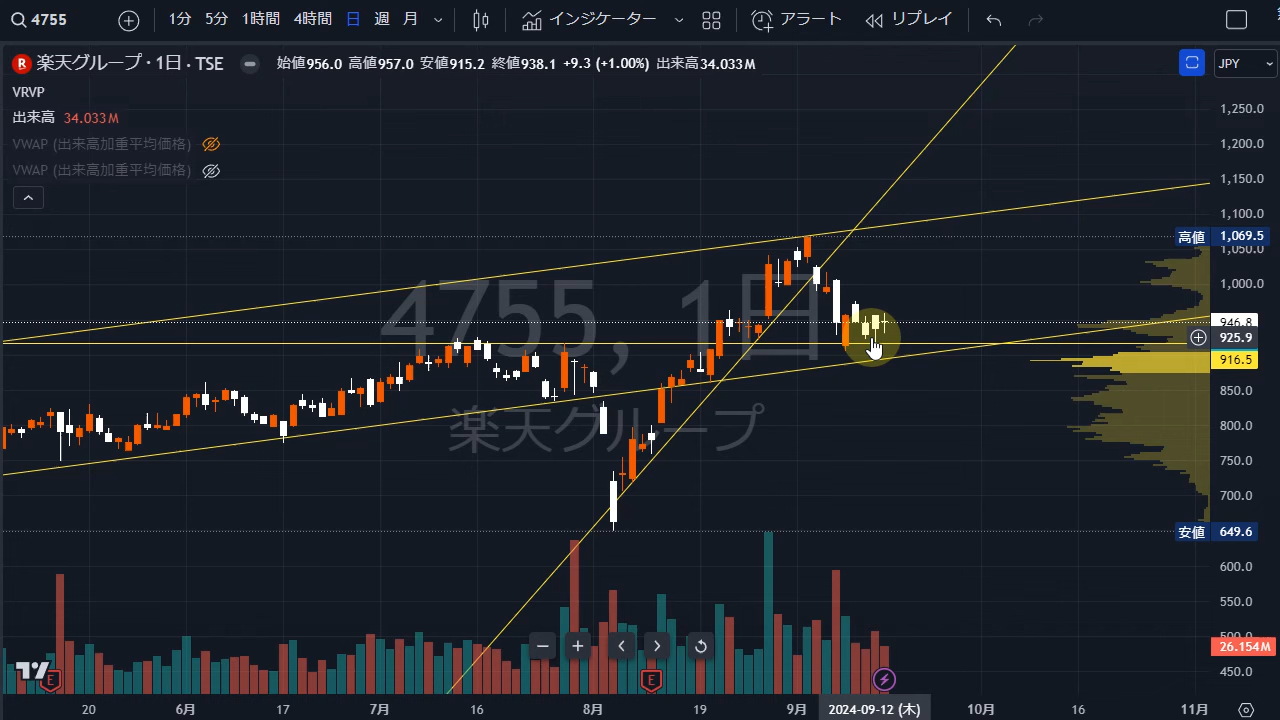 4755 1分 5分 1時間 4時間 日 週 月 インジケーター アラート リプレイ
楽天グループ・1日・TSE 始値956.0 高値957.0 安値915.2 終値938.1 +9.3 (+1.00%) 出来高34.033M JPY
VRVP
出来高 34.033M
VWAP (出来高加重平均価格)
VWAP (出来高加重平均価格)
4755, 1日
楽天グループ
1,250.0
1,200.0
1,150.0
1,100.0
高値 1,069.5
1,050.0
1,000.0
946.8
925.9
916.5
850.0
800.0
750.0
700.0
安値 649.6
600.0
550.0
500.0
26.154M
450.0
E E
20 6月 17 7月 16 8月 19 9月 2024-09-12 (木) 10月 16 11月